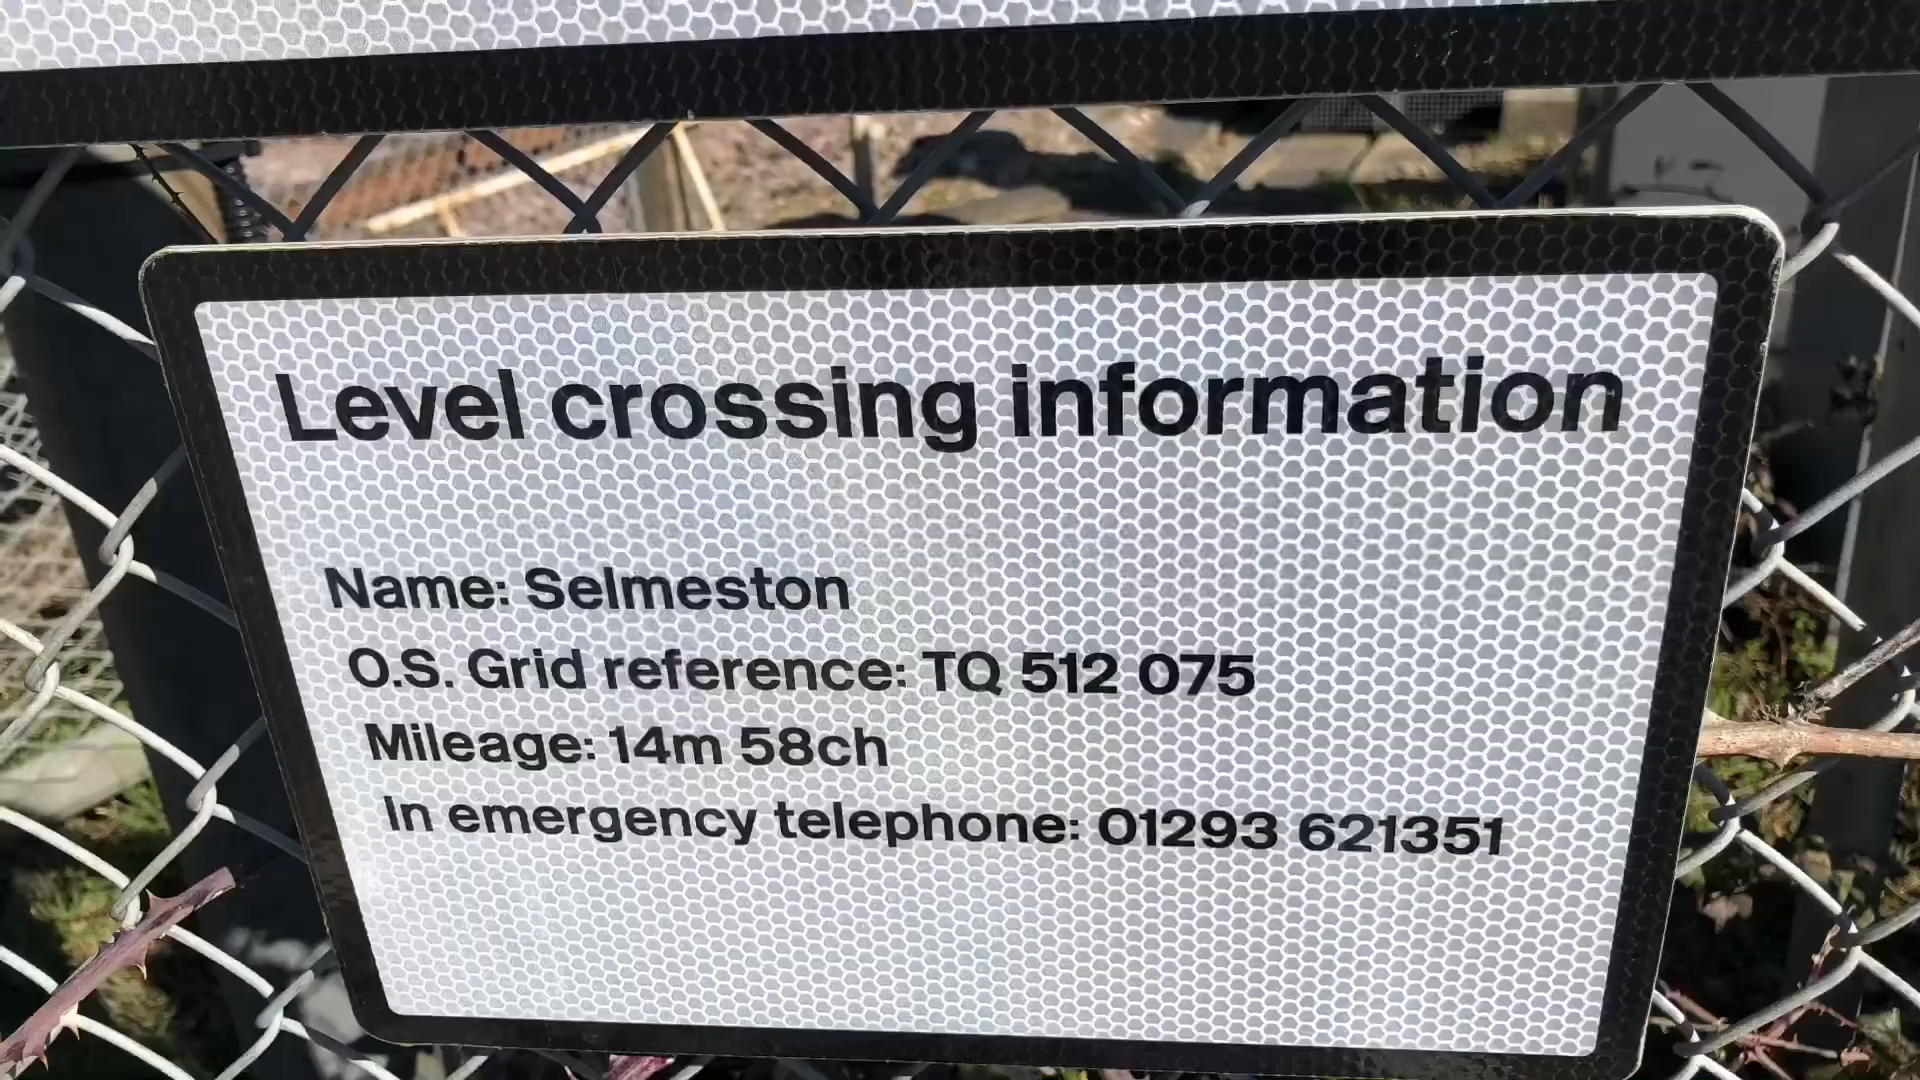 Level crossing information
Name: Selmeston
O.S. Grid reference: TQ 512 075
Mileage: 14m 58ch
In emergency telephone: 01293 621351